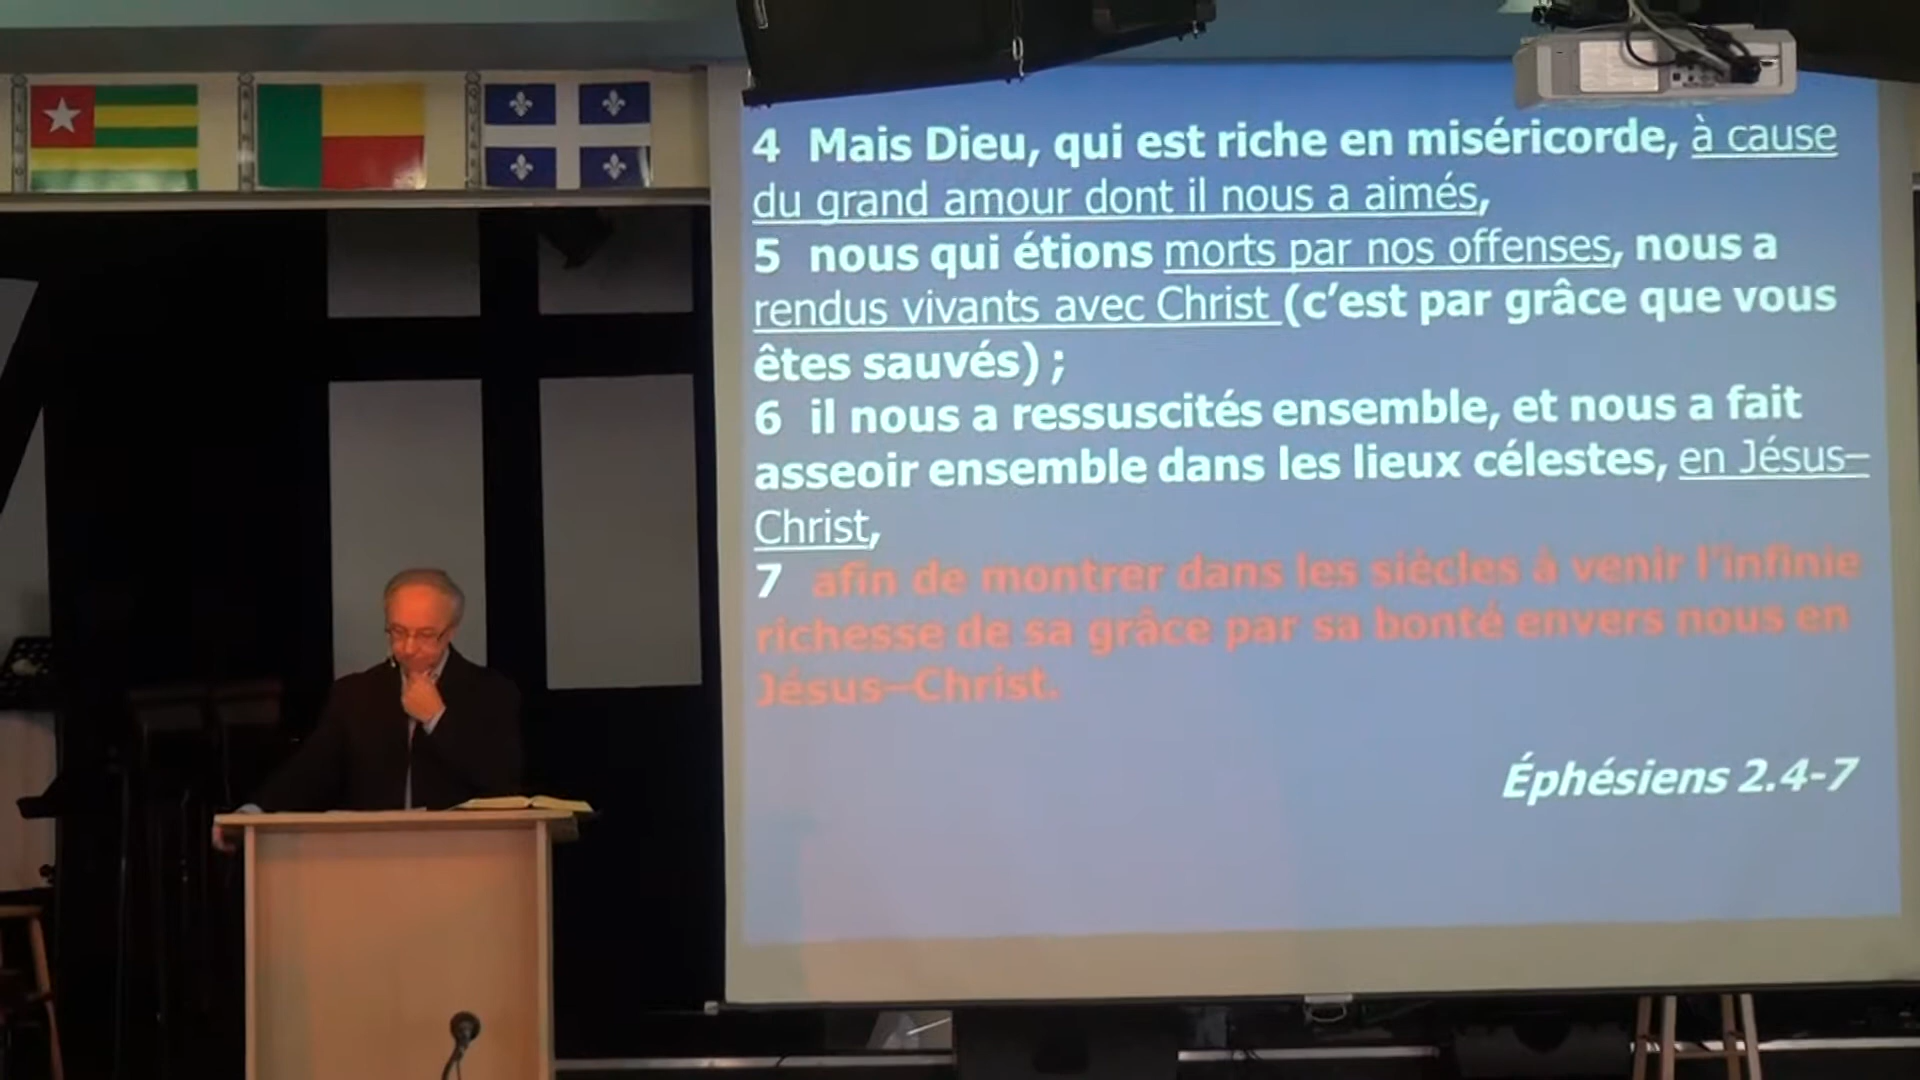 4 Mais Dieu, qui est riche en miséricorde, à cause
du grand amour dont il nous a aimés,
5 nous qui étions morts par nos offenses, nous a
rendus vivants avec Christ (c’est par grâce que vous
êtes sauvés) ;
6 il nous a ressuscités ensemble, et nous a fait
asseoir ensemble dans les lieux célestes, en Jésus–
Christ,
7 afin de montrer dans les siècles à venir l’infinie
richesse de sa grâce par sa bonté envers nous en
Jésus–Christ.
Éphésiens 2.4-7